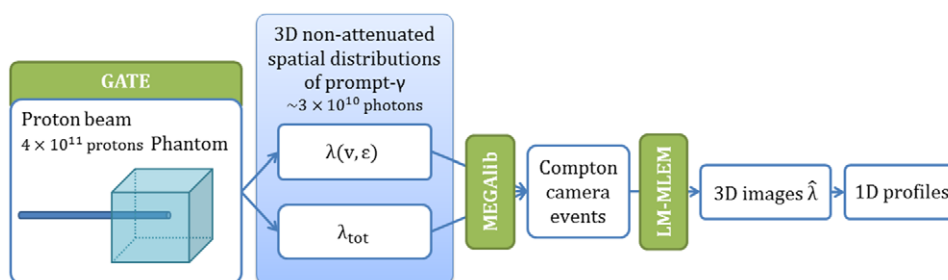 GATE
Proton beam
4 × 10¹¹ protons Phantom
3D non-attenuated
spatial distributions
of prompt-γ
~3 × 10¹⁰ photons
λ(v, ε)
λtot
MEGAlib
Compton
camera
events
LM-MLEM
3D images λ̂
1D profiles